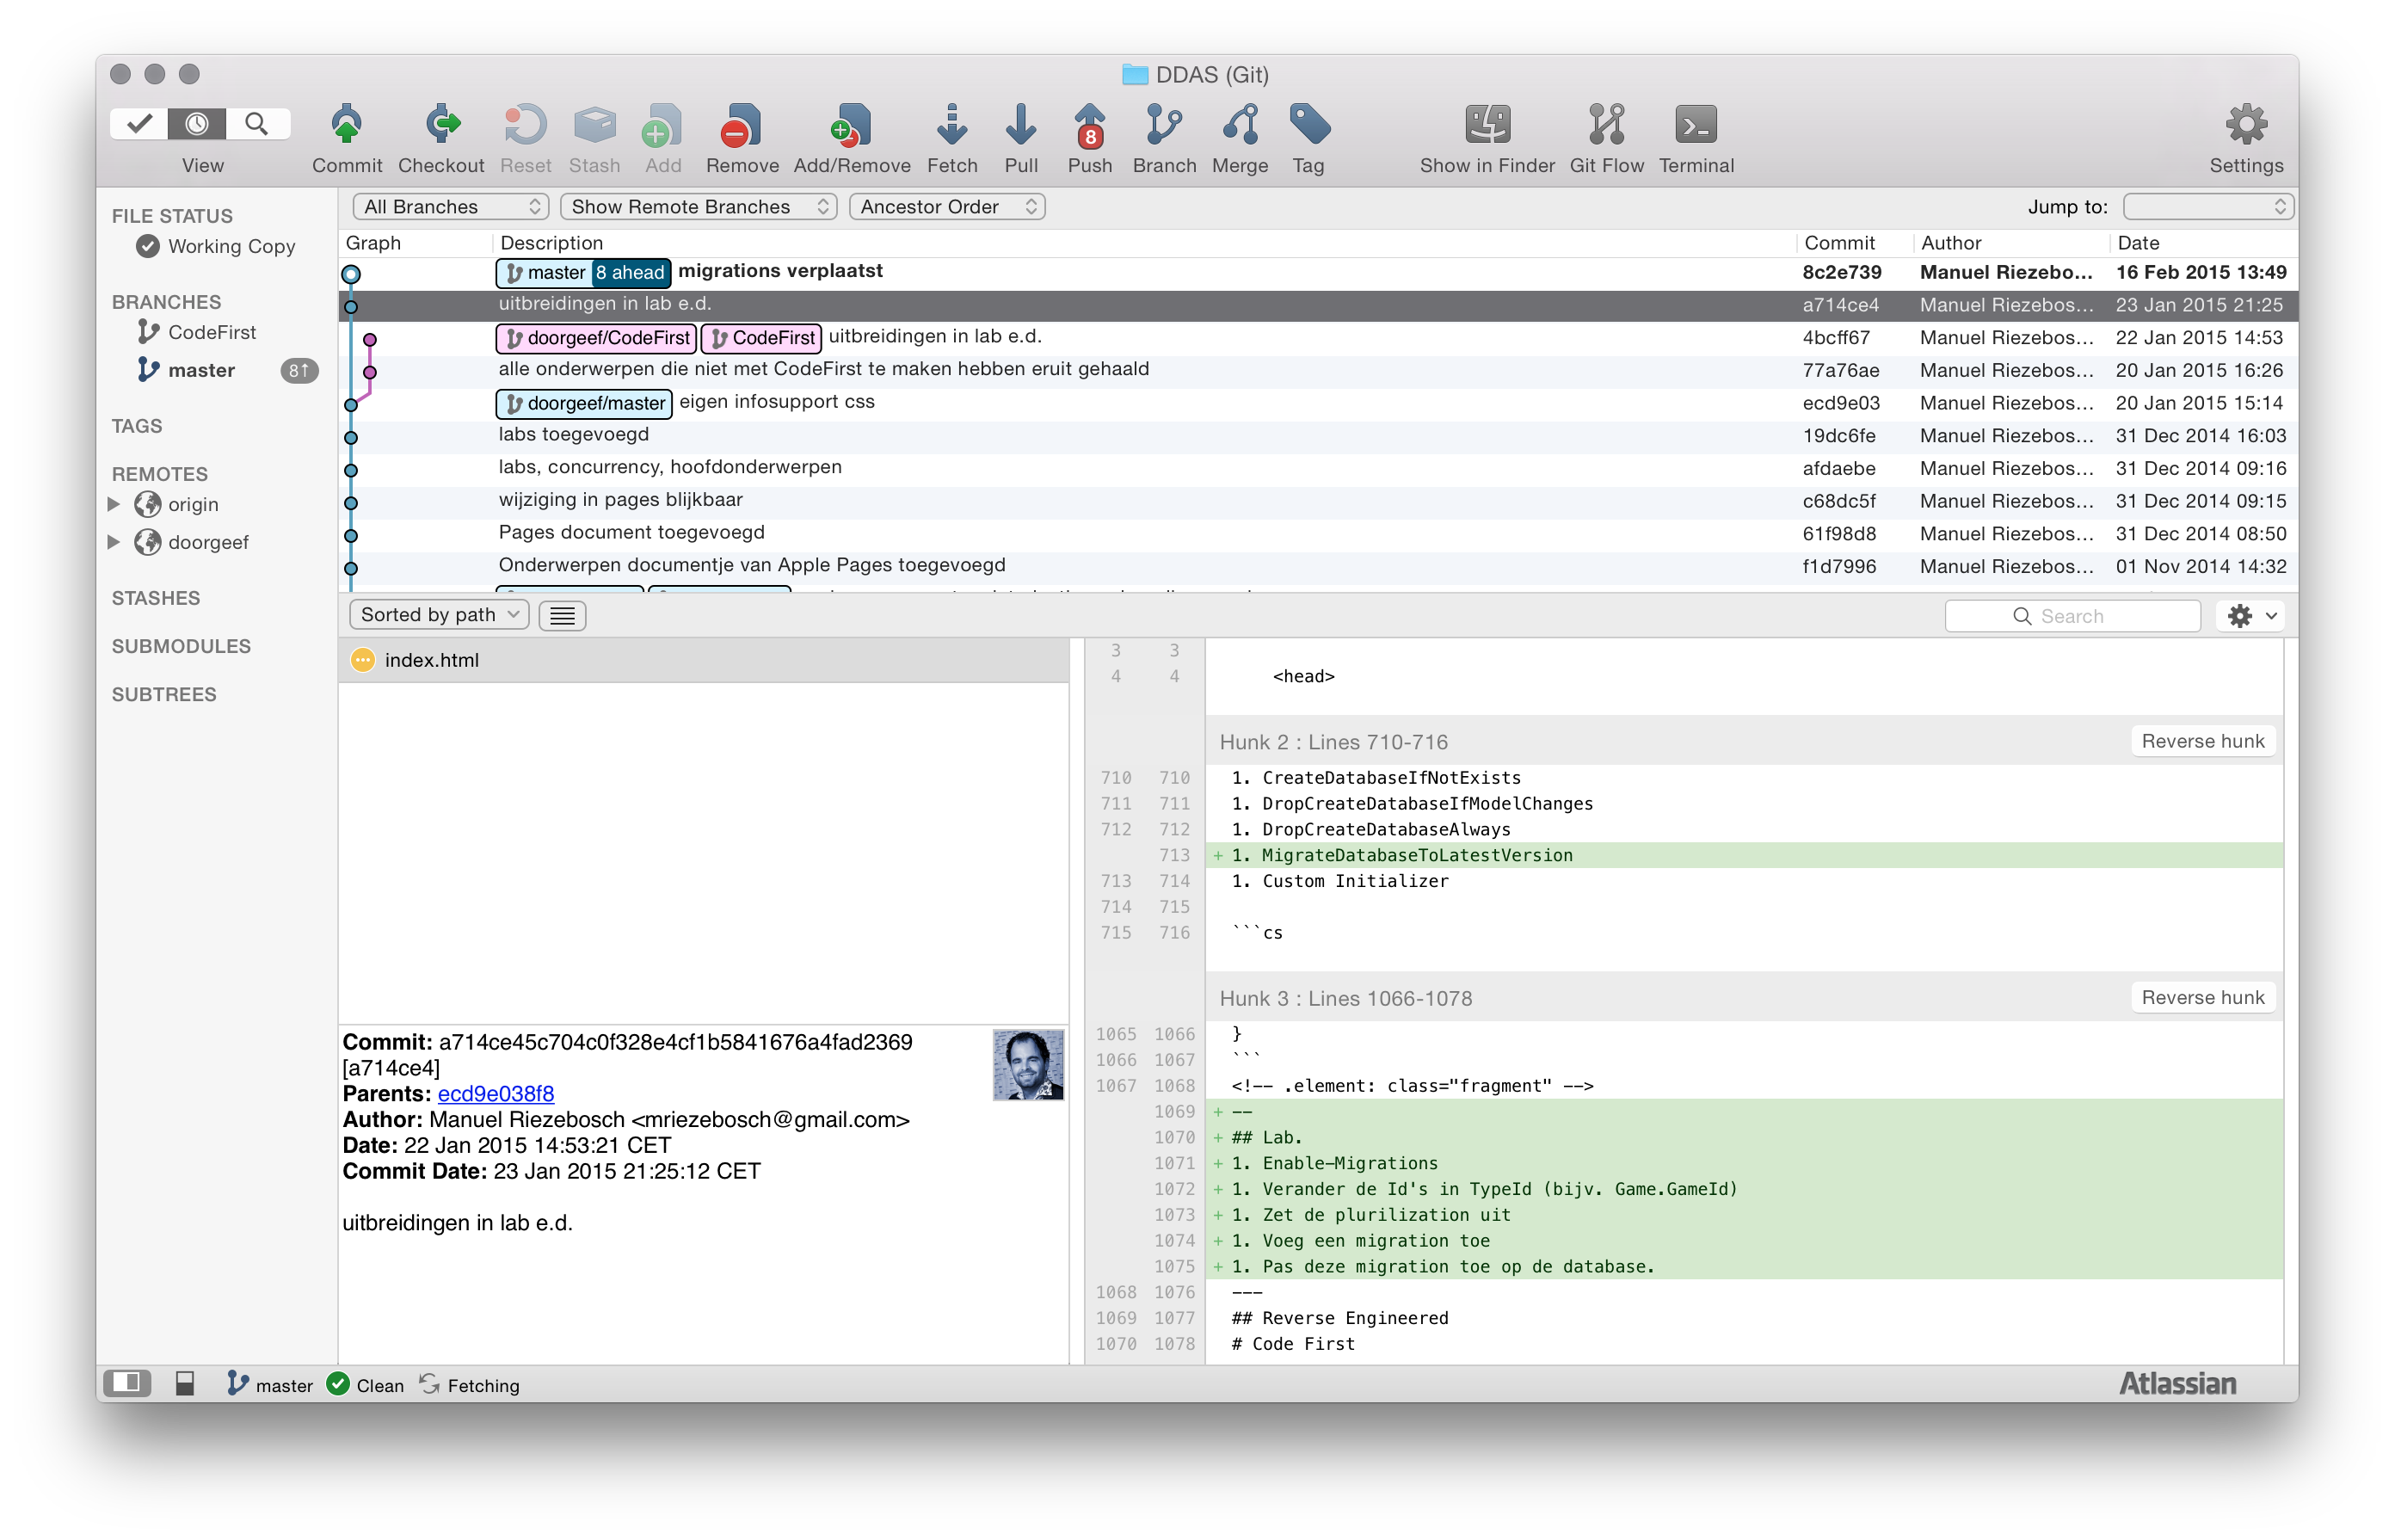 DDAS (Git)
View
Commit
Checkout
Reset
Stash
Add
Remove
Add/Remove
Fetch
Pull
8
Push
Branch
Merge
Tag
Show in Finder
Git Flow
Terminal
Settings
FILE STATUS
Working Copy
BRANCHES
CodeFirst
master 8↑
TAGS
REMOTES
origin
doorgeef
STASHES
SUBMODULES
SUBTREES
All Branches Show Remote Branches Ancestor Order Jump to:
Graph Description Commit Author Date
master 8 ahead migrations verplaatst 8c2e739 Manuel Riezebo... 16 Feb 2015 13:49
uitbreidingen in lab e.d. a714ce4 Manuel Riezebos... 23 Jan 2015 21:25
doorgeef/CodeFirst CodeFirst uitbreidingen in lab e.d. 4bcff67 Manuel Riezebos... 22 Jan 2015 14:53
alle onderwerpen die niet met CodeFirst te maken hebben eruit gehaald 77a76ae Manuel Riezebos... 20 Jan 2015 16:26
doorgeef/master eigen infosupport css ecd9e03 Manuel Riezebos... 20 Jan 2015 15:14
labs toegevoegd 19dc6fe Manuel Riezebos... 31 Dec 2014 16:03
labs, concurrency, hoofdonderwerpen afdaebe Manuel Riezebos... 31 Dec 2014 09:16
wijziging in pages blijkbaar c68dc5f Manuel Riezebos... 31 Dec 2014 09:15
Pages document toegevoegd 61f98d8 Manuel Riezebos... 31 Dec 2014 08:50
Onderwerpen documentje van Apple Pages toegevoegd f1d7996 Manuel Riezebos... 01 Nov 2014 14:32
Sorted by path Search
index.html
Commit: a714ce45c704c0f328e4cf1b5841676a4fad2369
[a714ce4]
Parents: ecd9e038f8
Author: Manuel Riezebosch <mriezebosch@gmail.com>
Date: 22 Jan 2015 14:53:21 CET
Commit Date: 23 Jan 2015 21:25:12 CET
uitbreidingen in lab e.d.
3 3
4 4 <head>
Hunk 2 : Lines 710-716 Reverse hunk
710 710 1. CreateDatabaseIfNotExists
711 711 1. DropCreateDatabaseIfModelChanges
712 712 1. DropCreateDatabaseAlways
713 + 1. MigrateDatabaseToLatestVersion
713 714 1. Custom Initializer
714 715
715 716 ```cs
Hunk 3 : Lines 1066-1078 Reverse hunk
1065 1066 }
1066 1067 ```
1067 1068 <!-- .element: class="fragment" -->
1069 + --
1070 + ## Lab.
1071 + 1. Enable-Migrations
1072 + 1. Verander de Id's in TypeId (bijv. Game.GameId)
1073 + 1. Zet de plurilization uit
1074 + 1. Voeg een migration toe
1075 + 1. Pas deze migration toe op de database.
1068 1076 ---
1069 1077 ## Reverse Engineered
1070 1078 # Code First
master Clean Fetching Atlassian